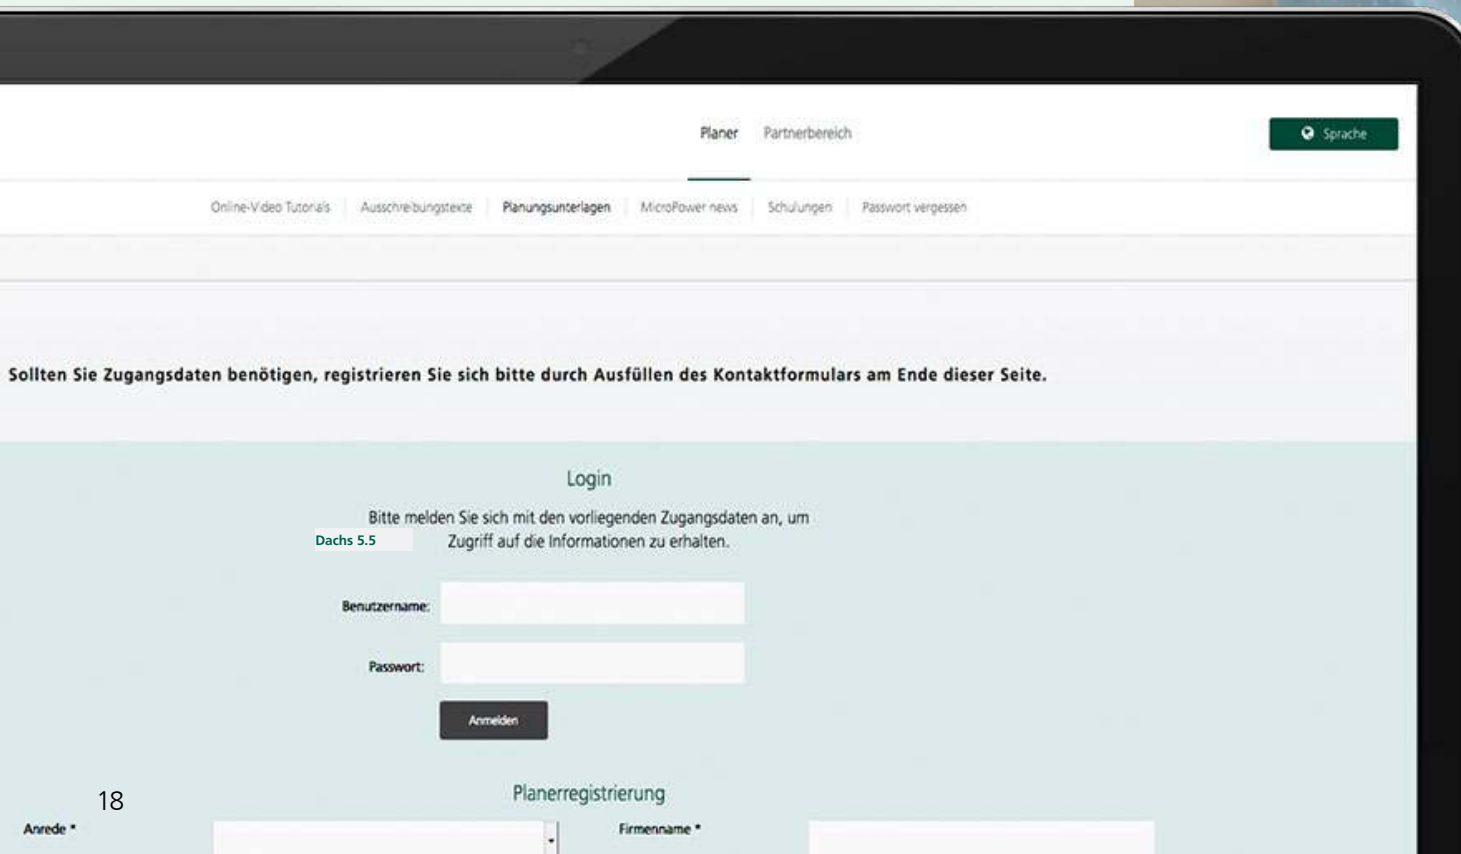 Planer Partnerbereich
Sprache
Online-Video Tutorials Ausschreibungstexte Planungsunterlagen MicroPower news Schulungen Passwort vergessen
Sollten Sie Zugangsdaten benötigen, registrieren Sie sich bitte durch Ausfüllen des Kontaktformulars am Ende dieser Seite.
Login
Bitte melden Sie sich mit den vorliegenden Zugangsdaten an, um
Dachs 5.5
Zugriff auf die Informationen zu erhalten.
Benutzername:
Passwort:
Anmelden
Planerregistrierung
18
Anrede * Firmenname *